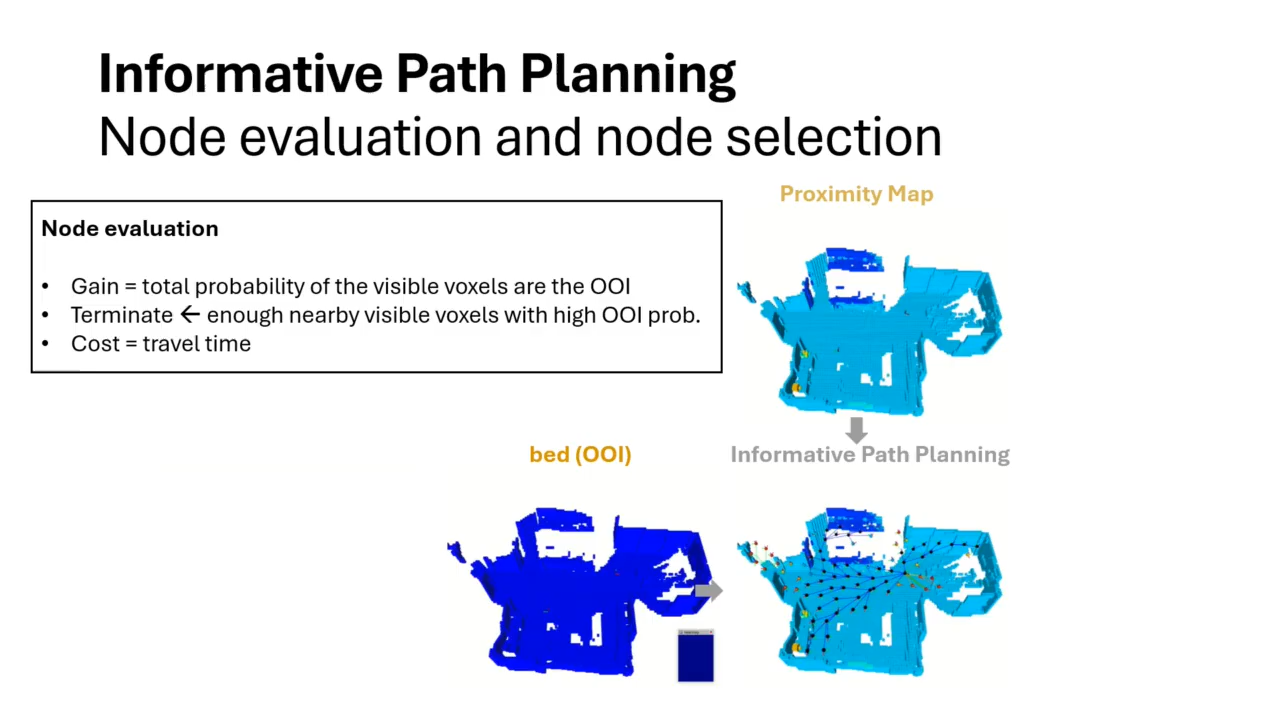 Informative Path Planning
Node evaluation and node selection
Proximity Map
Node evaluation
• Gain = total probability of the visible voxels are the OOI
• Terminate ← enough nearby visible voxels with high OOI prob.
• Cost = travel time
bed (OOI)
Informative Path Planning